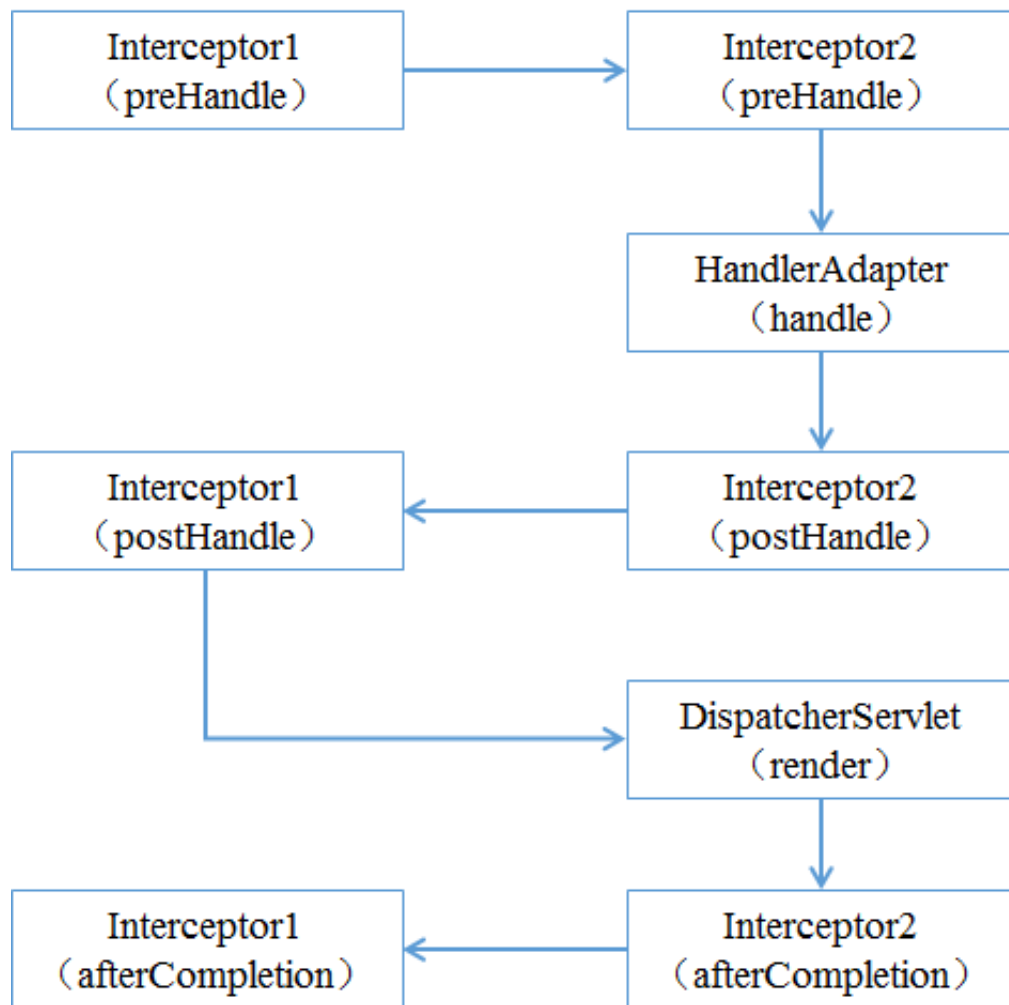 Interceptor1
（preHandle）
Interceptor2
（preHandle）
HandlerAdapter
（handle）
Interceptor1
（postHandle）
Interceptor2
（postHandle）
DispatcherServlet
（render）
Interceptor1
（afterCompletion）
Interceptor2
（afterCompletion）